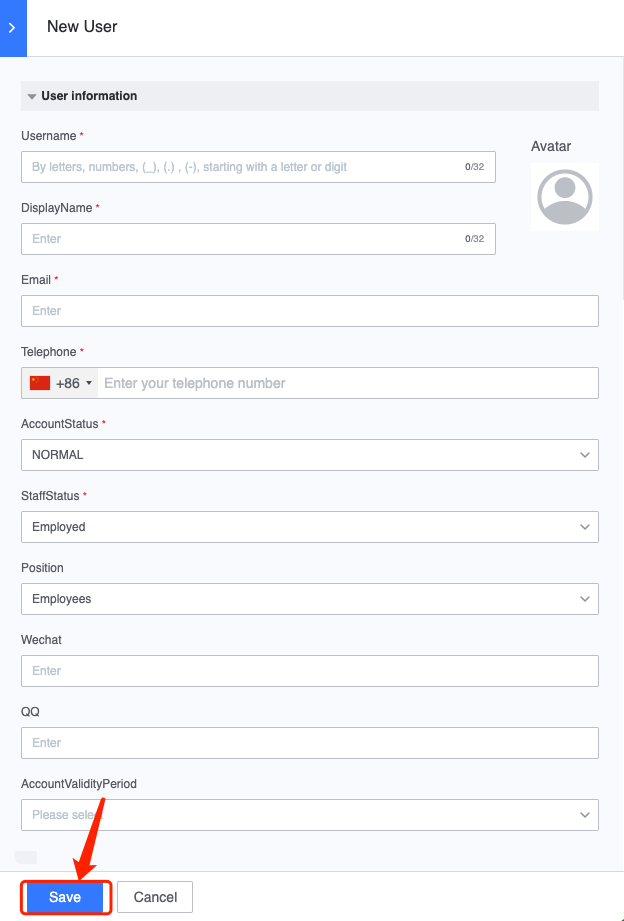 New User
User information
Username *
By letters, numbers, (_), (.) , (-), starting with a letter or digit 0/32
Avatar
DisplayName *
Enter 0/32
Email *
Enter
Telephone *
+86 Enter your telephone number
AccountStatus *
NORMAL
StaffStatus *
Employed
Position
Employees
Wechat
Enter
QQ
Enter
AccountValidityPeriod
Please select
Save Cancel